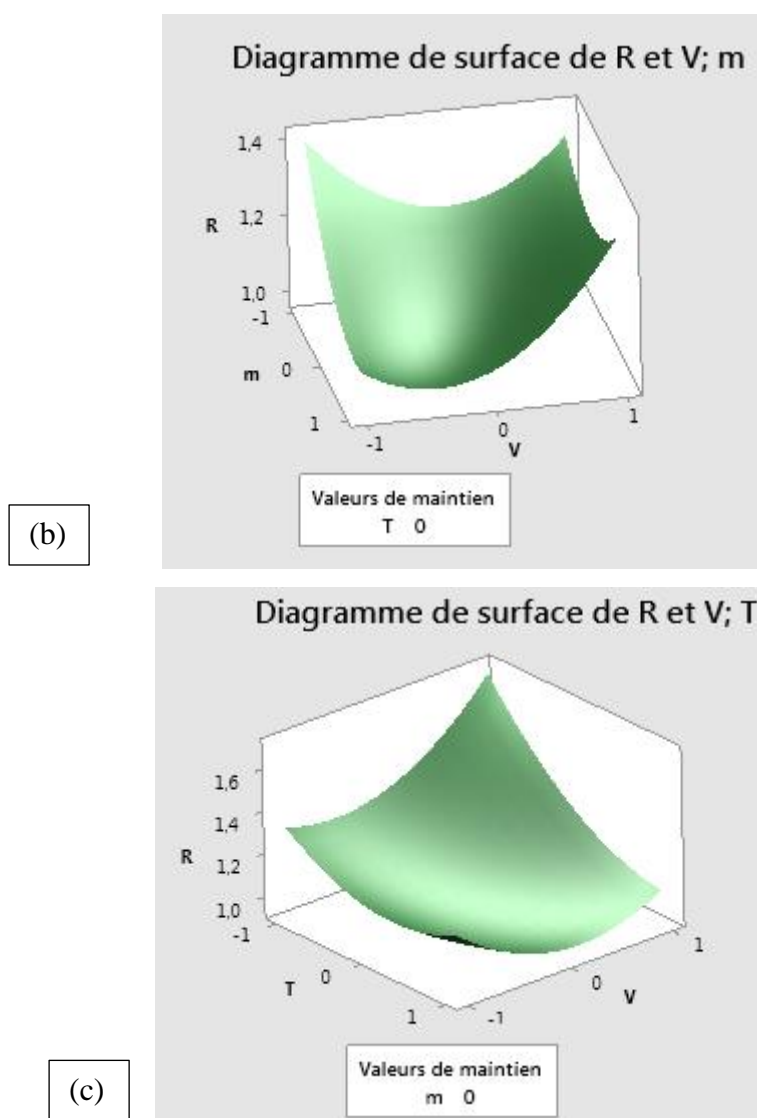 Diagramme de surface de R et V; m
1,4
1,2
R
1,0
-1
m 0
1
-1
0
1
V
Valeurs de maintien
T 0
(b)
Diagramme de surface de R et V; T
1,6
1,4
R
1,2
1,0
-1
T 0
1
-1
0
V
1
Valeurs de maintien
m 0
(c)